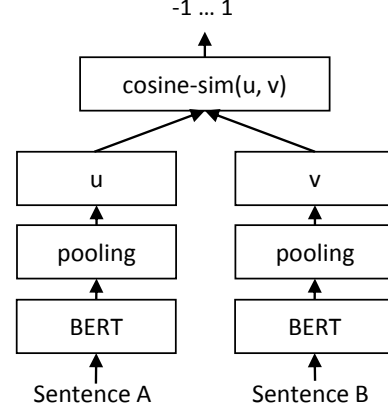 -1 … 1
cosine-sim(u, v)
u v
pooling pooling
BERT BERT
Sentence A Sentence B